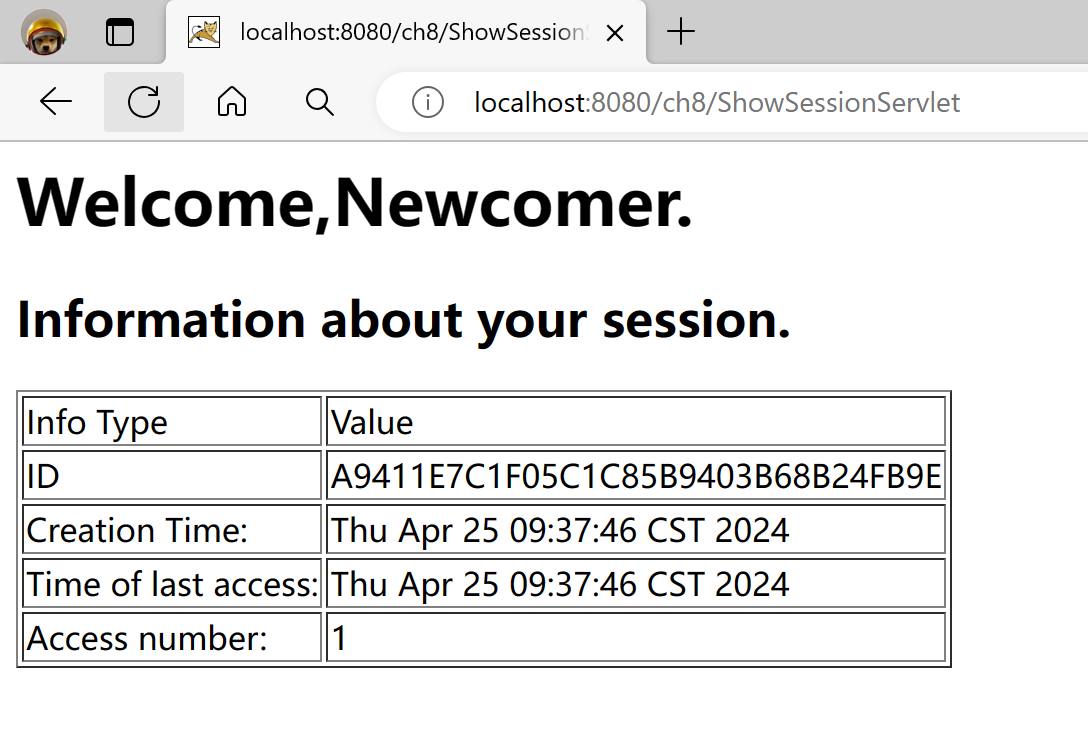 localhost:8080/ch8/ShowSession
localhost:8080/ch8/ShowSessionServlet
Welcome,Newcomer.
Information about your session.
Info Type Value
ID A9411E7C1F05C1C85B9403B68B24FB9E
Creation Time: Thu Apr 25 09:37:46 CST 2024
Time of last access: Thu Apr 25 09:37:46 CST 2024
Access number: 1